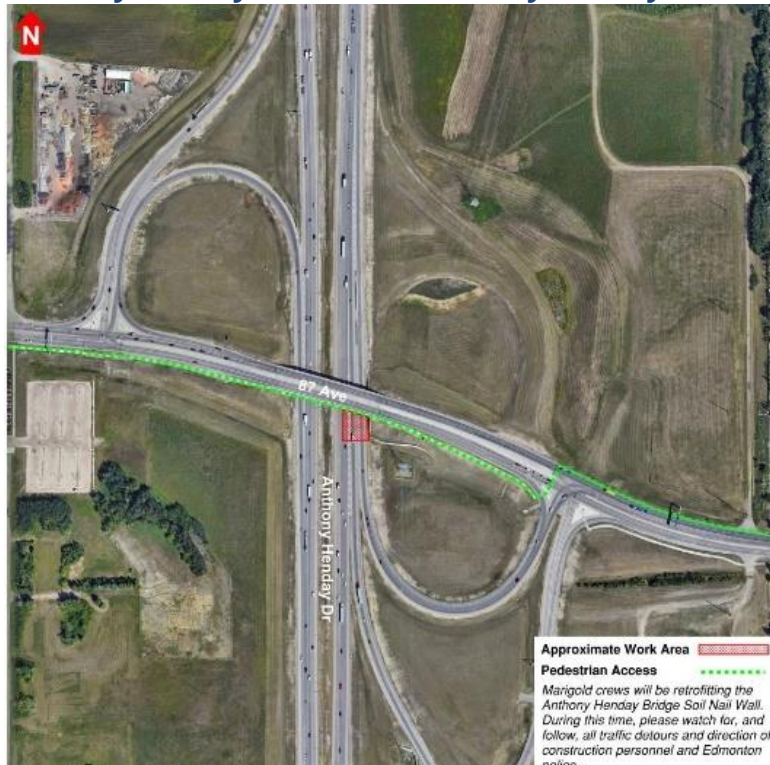 N
87 Ave
Anthony Henday Dr
Approximate Work Area
Pedestrian Access
Marigold crews will be retrofitting the
Anthony Henday Bridge Soil Nail Wall.
During this time, please watch for, and
follow, all traffic detours and direction of
construction personnel and Edmonton
police